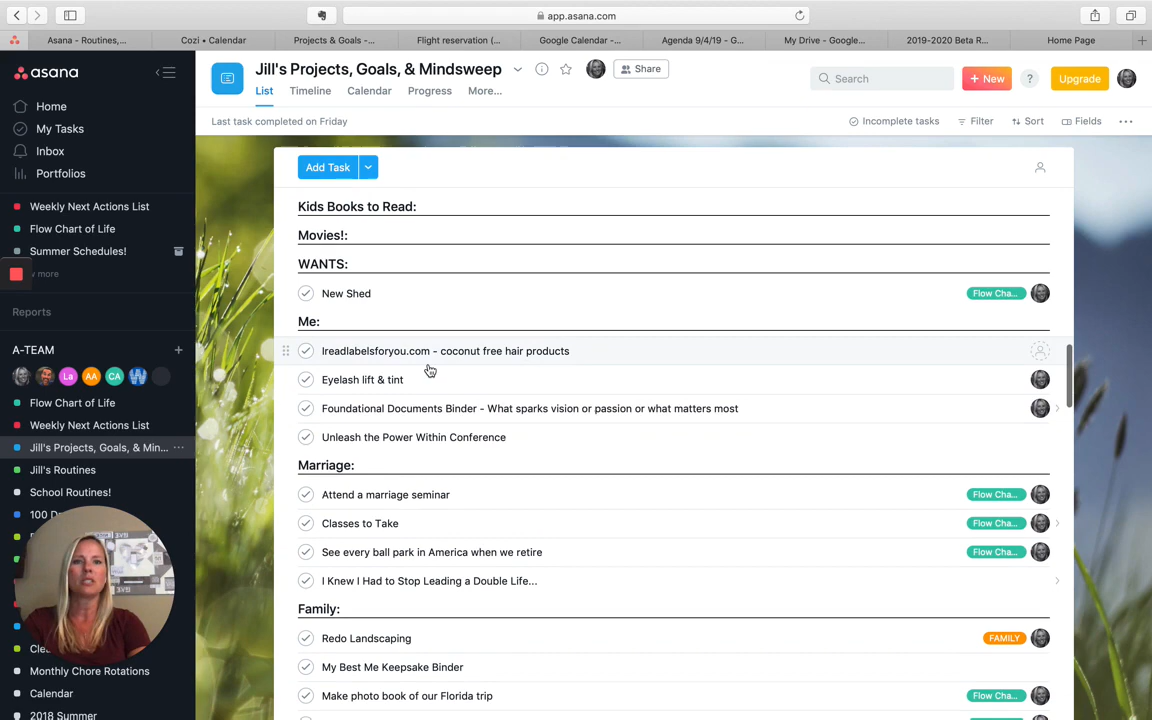 app.asana.com
Asana - Routines,...
Cozi • Calendar
Projects & Goals -...
Flight reservation (...
Google Calendar -...
Agenda 9/4/19 - G...
My Drive - Google...
2019-2020 Beta R...
Home Page
asana
Home
My Tasks
Inbox
Portfolios
Weekly Next Actions List
Flow Chart of Life
Summer Schedules!
w more
Reports
A-TEAM
La AA CA
Flow Chart of Life
Weekly Next Actions List
Jill's Projects, Goals, & Min...
Jill's Routines
School Routines!
100 D
Cle
Monthly Chore Rotations
Calendar
2018 Summer
Jill's Projects, Goals, & Mindsweep
Share
List Timeline Calendar Progress More...
Search
+ New
?
Upgrade
Last task completed on Friday
Incomplete tasks
Filter
Sort
Fields
Add Task
Kids Books to Read:
Movies!:
WANTS:
New Shed Flow Cha...
Me:
Ireadlabelsforyou.com - coconut free hair products
Eyelash lift & tint
Foundational Documents Binder - What sparks vision or passion or what matters most
Unleash the Power Within Conference
Marriage:
Attend a marriage seminar Flow Cha...
Classes to Take Flow Cha...
See every ball park in America when we retire Flow Cha...
I Knew I Had to Stop Leading a Double Life...
Family:
Redo Landscaping FAMILY
My Best Me Keepsake Binder
Make photo book of our Florida trip Flow Cha...